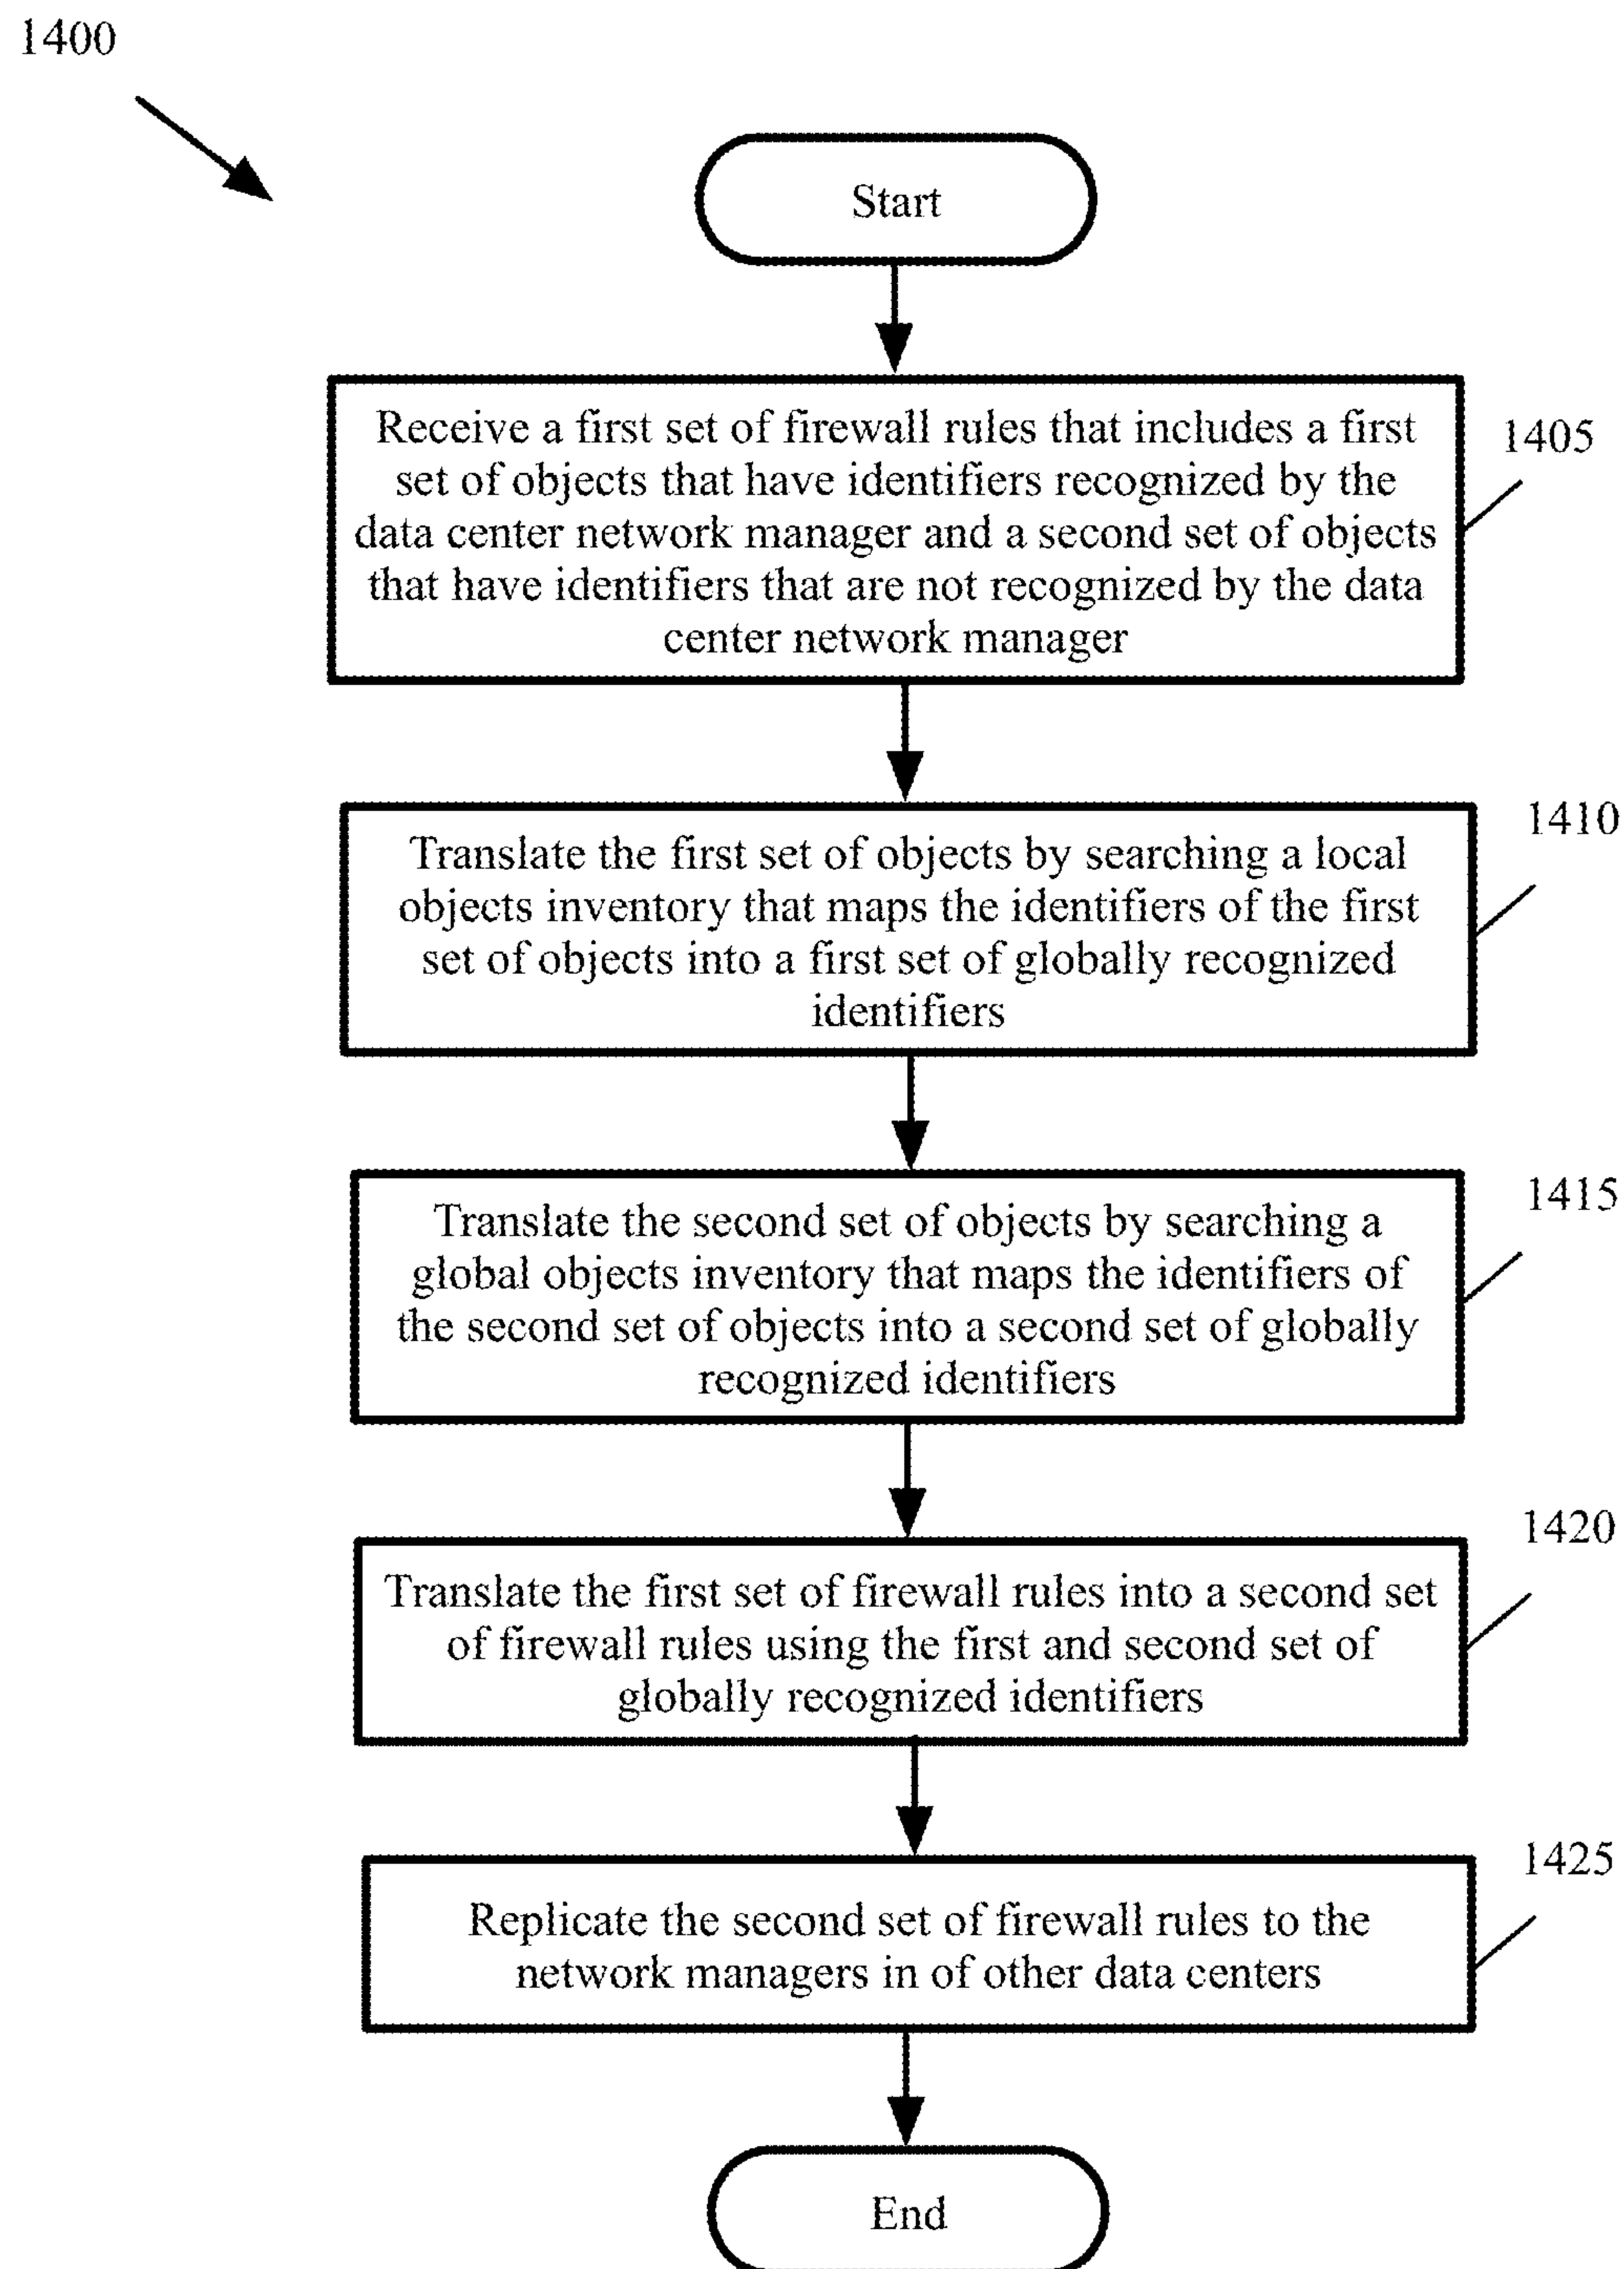 1400
Start
Receive a first set of firewall rules that includes a first
set of objects that have identifiers recognized by the
data center network manager and a second set of objects
that have identifiers that are not recognized by the data
center network manager
1405
Translate the first set of objects by searching a local
objects inventory that maps the identifiers of the first
set of objects into a first set of globally recognized
identifiers
1410
Translate the second set of objects by searching a
global objects inventory that maps the identifiers of
the second set of objects into a second set of globally
recognized identifiers
1415
Translate the first set of firewall rules into a second set
of firewall rules using the first and second set of
globally recognized identifiers
1420
Replicate the second set of firewall rules to the
network managers in of other data centers
1425
End